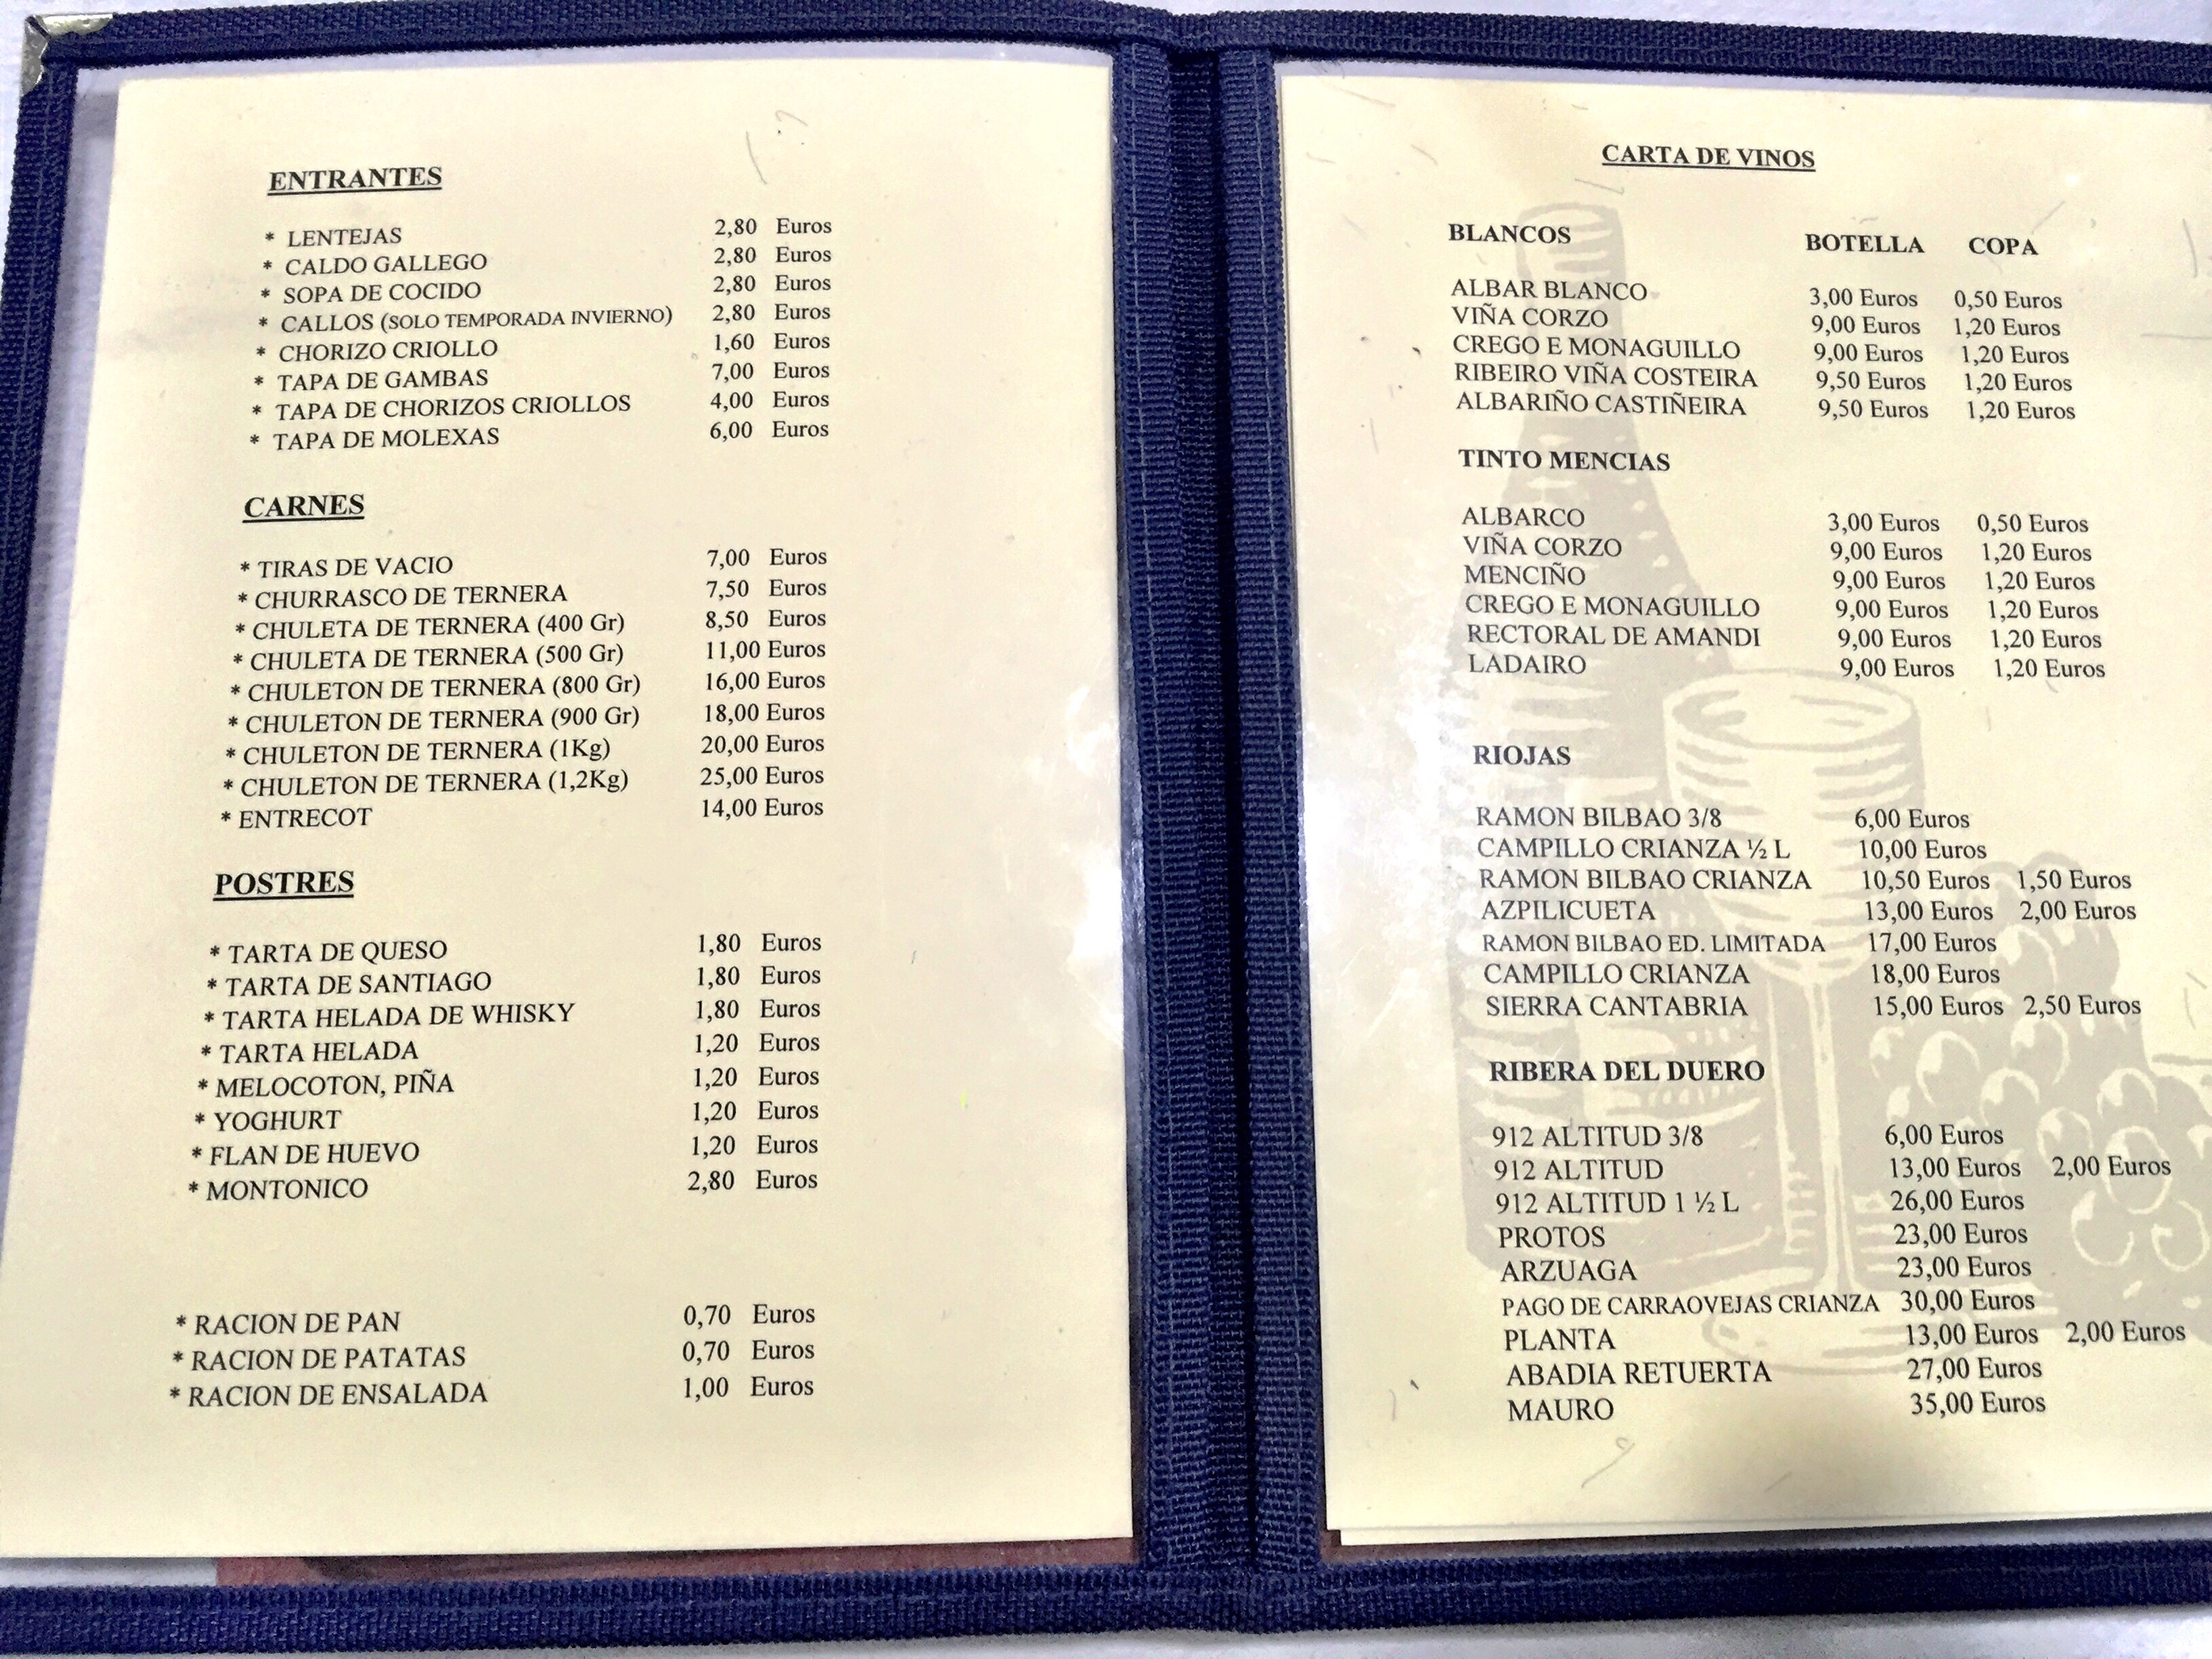 ENTRANTES
* LENTEJAS 2,80 Euros
* CALDO GALLEGO 2,80 Euros
* SOPA DE COCIDO 2,80 Euros
* CALLOS (SOLO TEMPORADA INVIERNO) 2,80 Euros
* CHORIZO CRIOLLO 1,60 Euros
* TAPA DE GAMBAS 7,00 Euros
* TAPA DE CHORIZOS CRIOLLOS 4,00 Euros
* TAPA DE MOLEXAS 6,00 Euros
CARNES
* TIRAS DE VACIO 7,00 Euros
* CHURRASCO DE TERNERA 7,50 Euros
* CHULETA DE TERNERA (400 Gr) 8,50 Euros
* CHULETA DE TERNERA (500 Gr) 11,00 Euros
* CHULETON DE TERNERA (800 Gr) 16,00 Euros
* CHULETON DE TERNERA (900 Gr) 18,00 Euros
* CHULETON DE TERNERA (1Kg) 20,00 Euros
* CHULETON DE TERNERA (1,2Kg) 25,00 Euros
* ENTRECOT 14,00 Euros
POSTRES
* TARTA DE QUESO 1,80 Euros
* TARTA DE SANTIAGO 1,80 Euros
* TARTA HELADA DE WHISKY 1,80 Euros
* TARTA HELADA 1,20 Euros
* MELOCOTON, PIÑA 1,20 Euros
* YOGHURT 1,20 Euros
* FLAN DE HUEVO 1,20 Euros
* MONTONICO 2,80 Euros
* RACION DE PAN 0,70 Euros
* RACION DE PATATAS 0,70 Euros
* RACION DE ENSALADA 1,00 Euros
CARTA DE VINOS
BLANCOS BOTELLA COPA
ALBAR BLANCO 3,00 Euros 0,50 Euros
VIÑA CORZO 9,00 Euros 1,20 Euros
CREGO E MONAGUILLO 9,00 Euros 1,20 Euros
RIBEIRO VIÑA COSTEIRA 9,50 Euros 1,20 Euros
ALBARIÑO CASTIÑEIRA 9,50 Euros 1,20 Euros
TINTO MENCIAS
ALBARCO 3,00 Euros 0,50 Euros
VIÑA CORZO 9,00 Euros 1,20 Euros
MENCIÑO 9,00 Euros 1,20 Euros
CREGO E MONAGUILLO 9,00 Euros 1,20 Euros
RECTORAL DE AMANDI 9,00 Euros 1,20 Euros
LADAIRO 9,00 Euros 1,20 Euros
RIOJAS
RAMON BILBAO 3/8 6,00 Euros
CAMPILLO CRIANZA ½ L 10,00 Euros
RAMON BILBAO CRIANZA 10,50 Euros 1,50 Euros
AZPILICUETA 13,00 Euros 2,00 Euros
RAMON BILBAO ED. LIMITADA 17,00 Euros
CAMPILLO CRIANZA 18,00 Euros
SIERRA CANTABRIA 15,00 Euros 2,50 Euros
RIBERA DEL DUERO
912 ALTITUD 3/8 6,00 Euros
912 ALTITUD 13,00 Euros 2,00 Euros
912 ALTITUD 1 ½ L 26,00 Euros
PROTOS 23,00 Euros
ARZUAGA 23,00 Euros
PAGO DE CARRAOVEJAS CRIANZA 30,00 Euros
PLANTA 13,00 Euros 2,00 Euros
ABADIA RETUERTA 27,00 Euros
MAURO 35,00 Euros